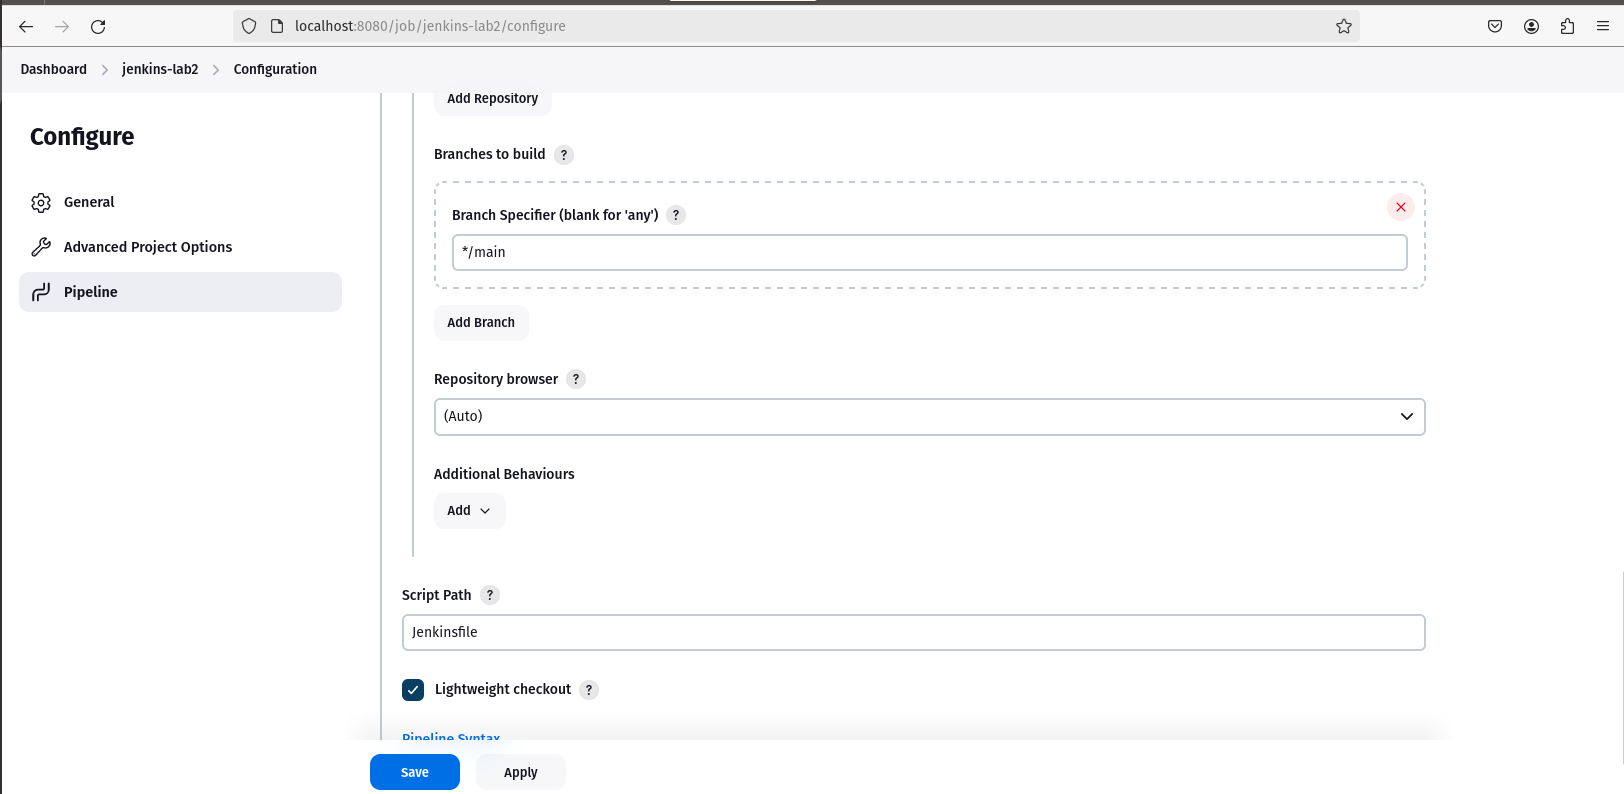 localhost:8080/job/jenkins-lab2/configure
Dashboard > jenkins-lab2 > Configuration
Configure
General
Advanced Project Options
Pipeline
Add Repository
Branches to build ?
Branch Specifier (blank for 'any') ?
*/main
Add Branch
Repository browser ?
(Auto)
Additional Behaviours
Add
Script Path ?
Jenkinsfile
Lightweight checkout ?
Pipeline Syntax
Save Apply